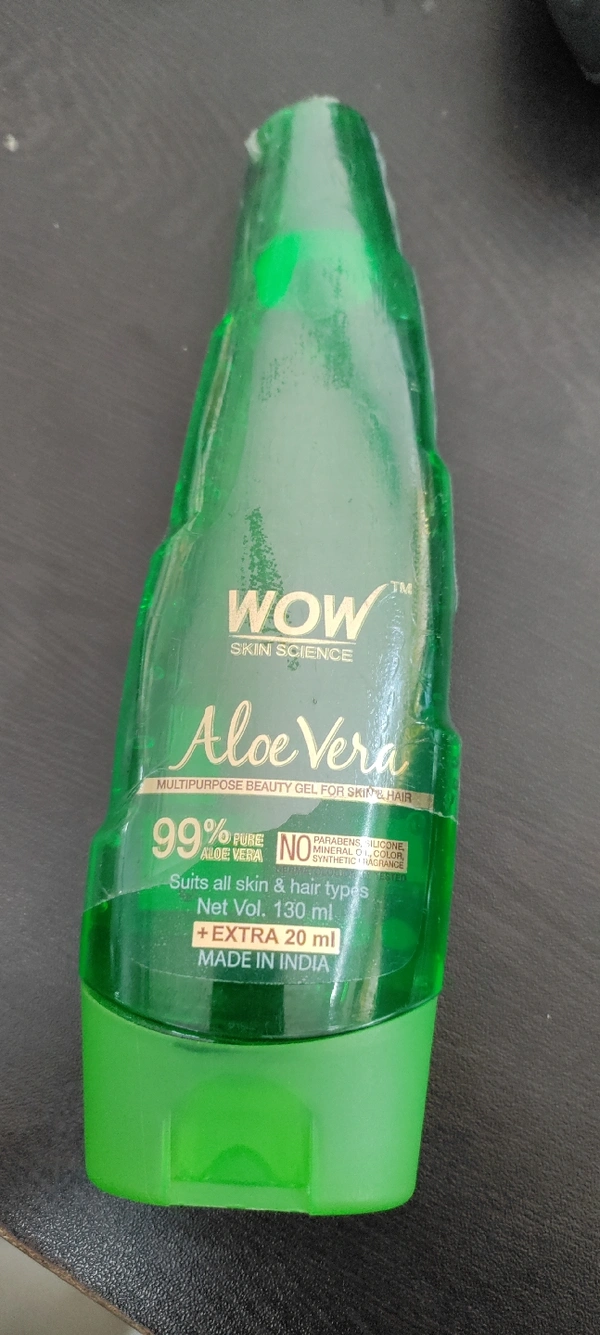 WOW™
SKIN SCIENCE
Aloe Vera
MULTIPURPOSE BEAUTY GEL FOR SKIN & HAIR
99% PURE
ALOE VERA
NO PARABENS, SILICONE,
MINERAL OIL, COLOR,
SYNTHETIC FRAGRANCE
Suits all skin & hair types
Net Vol. 130 ml
+EXTRA 20 ml
MADE IN INDIA